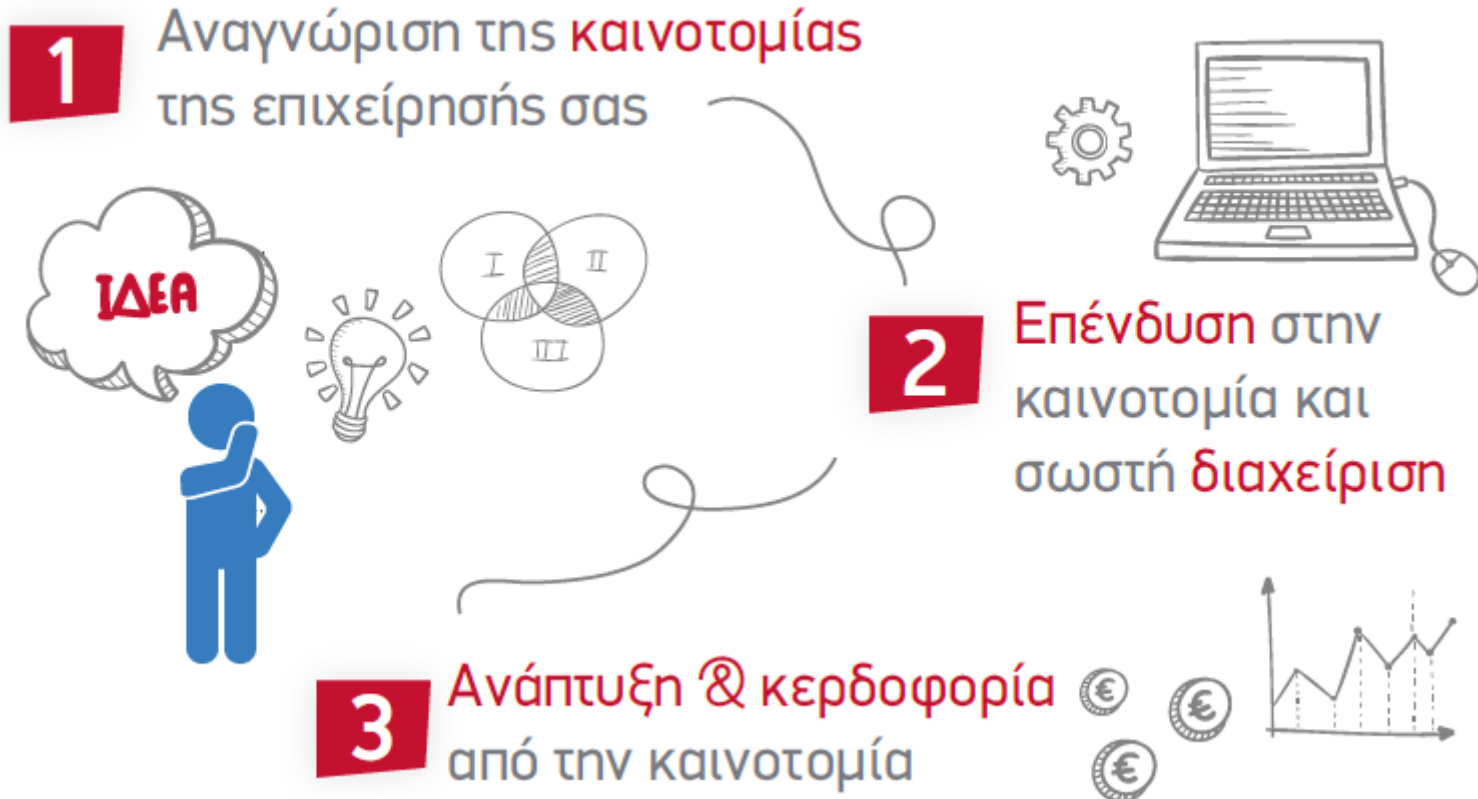 1
Αναγνώριση της καινοτομίας
της επιχείρησής σας
ΙΔΕΑ
I II
III
2
Επένδυση στην
καινοτομία και
σωστή διαχείριση
3
Ανάπτυξη & κερδοφορία
από την καινοτομία
€ €
€